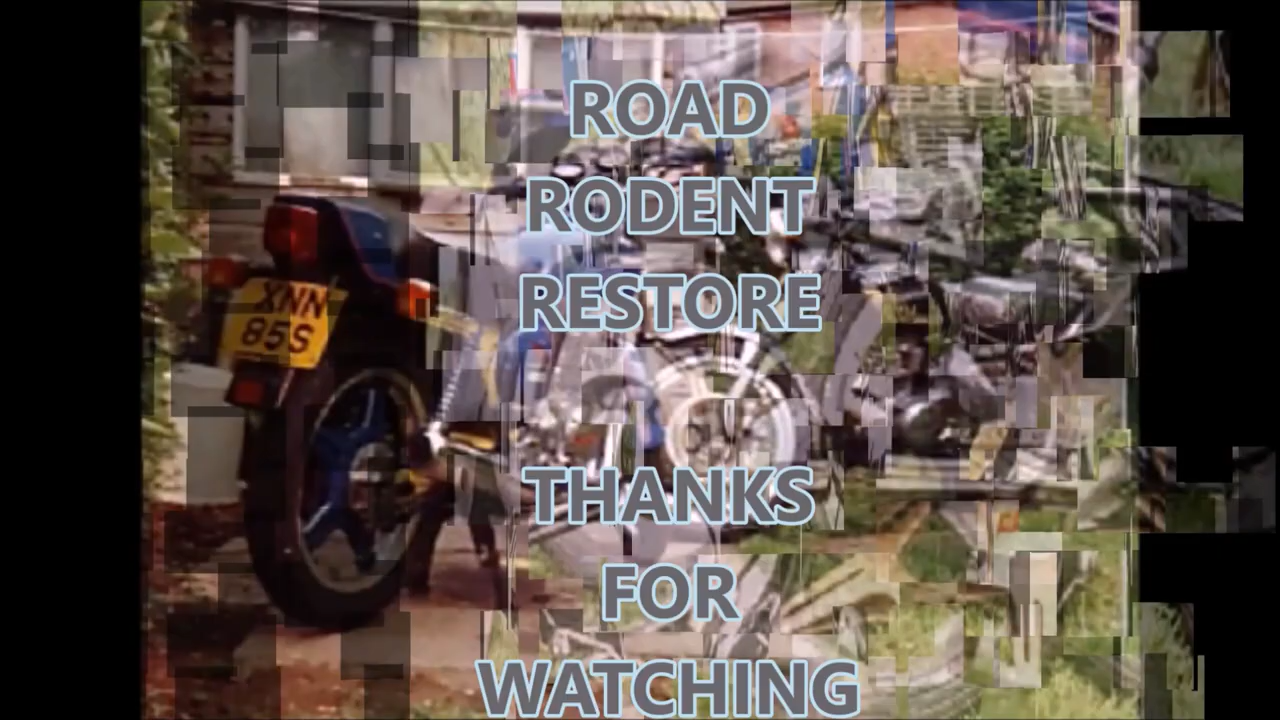 ROAD
RODENT
RESTORE
XNN
85S
THANKS
FOR
WATCHING